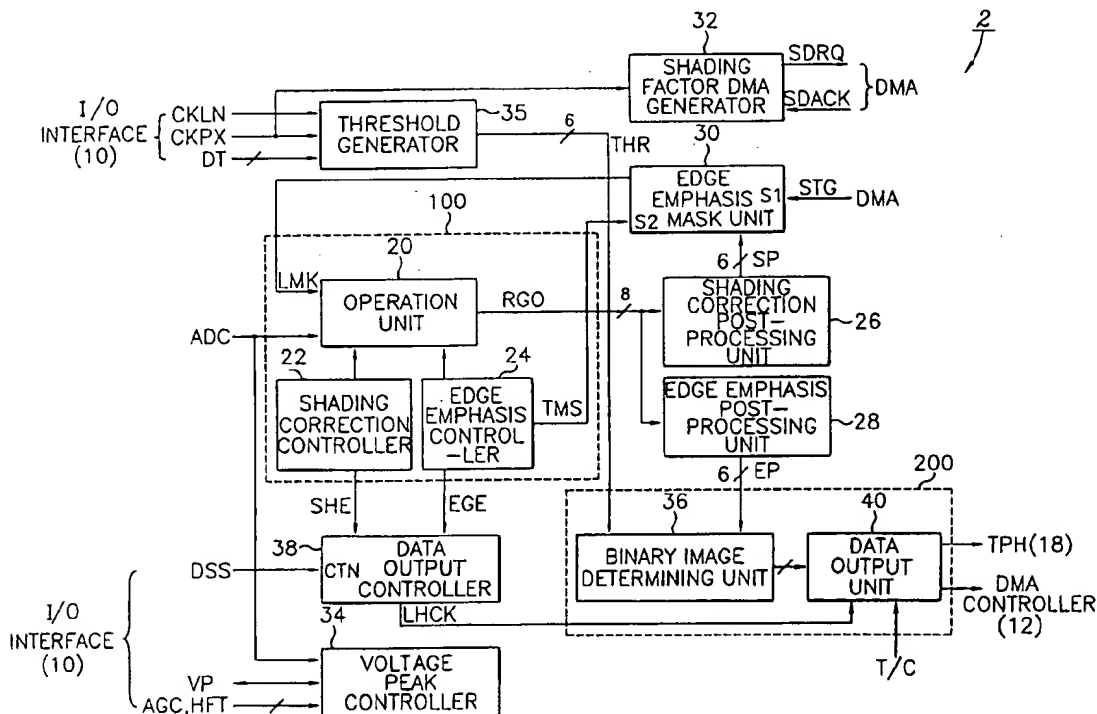 2
32
SHADING
FACTOR DMA
GENERATOR
SDRQ
SDACK
DMA
I/O
INTERFACE
(10)
CKLN
CKPX
DT
35
THRESHOLD
GENERATOR
6
THR
30
EDGE
EMPHASIS S1
S2 MASK UNIT
STG
DMA
100
20
LMK
OPERATION
UNIT
RGO
8
6 SP
SHADING
CORRECTION
POST-
PROCESSING
UNIT
26
ADC
22
SHADING
CORRECTION
CONTROLLER
24
EDGE
EMPHASIS
CONTROL
-LER
TMS
EDGE EMPHASIS
POST-
PROCESSING
UNIT
28
6 EP
200
SHE
EGE
38
DATA
OUTPUT
CONTROLLER
CTN
DSS
LHCK
36
BINARY IMAGE
DETERMINING UNIT
40
DATA
OUTPUT
UNIT
TPH(18)
DMA
CONTROLLER
(12)
T/C
I/O
INTERFACE
(10)
34
VOLTAGE
PEAK
CONTROLLER
VP
AGC,HFT